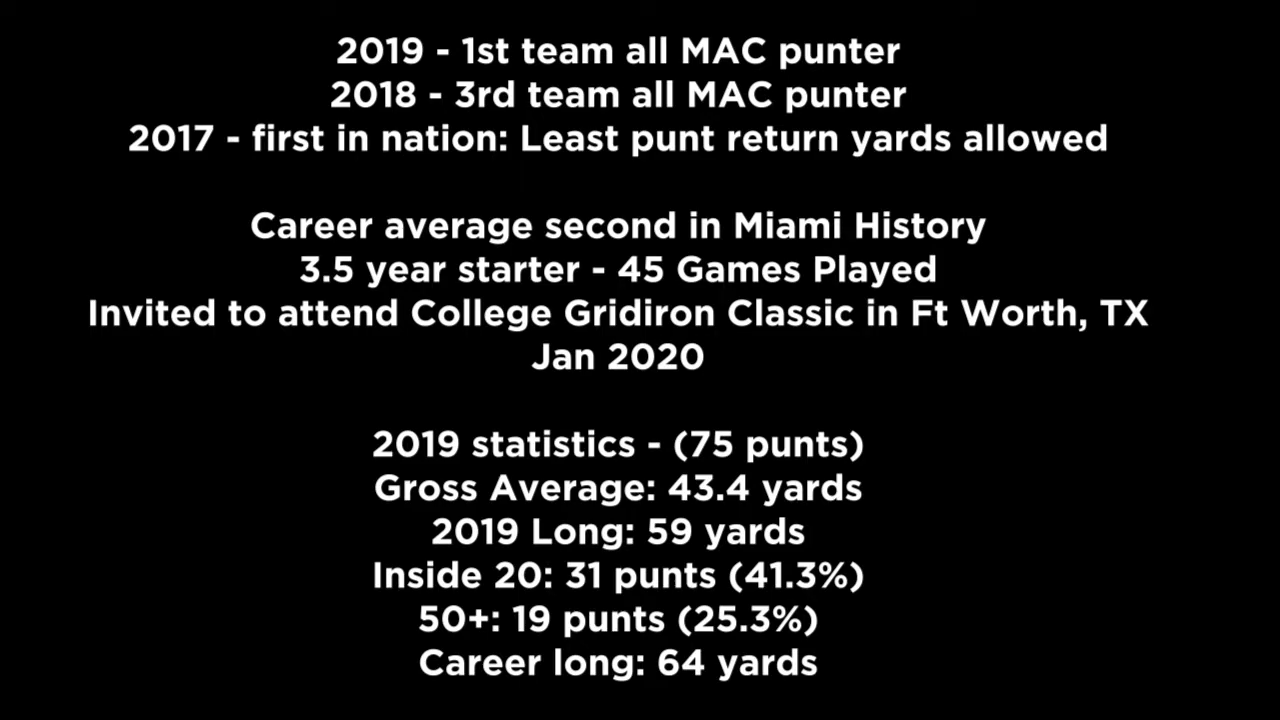 2019 - 1st team all MAC punter
2018 - 3rd team all MAC punter
2017 - first in nation: Least punt return yards allowed
Career average second in Miami History
3.5 year starter - 45 Games Played
Invited to attend College Gridiron Classic in Ft Worth, TX
Jan 2020
2019 statistics - (75 punts)
Gross Average: 43.4 yards
2019 Long: 59 yards
Inside 20: 31 punts (41.3%)
50+: 19 punts (25.3%)
Career long: 64 yards